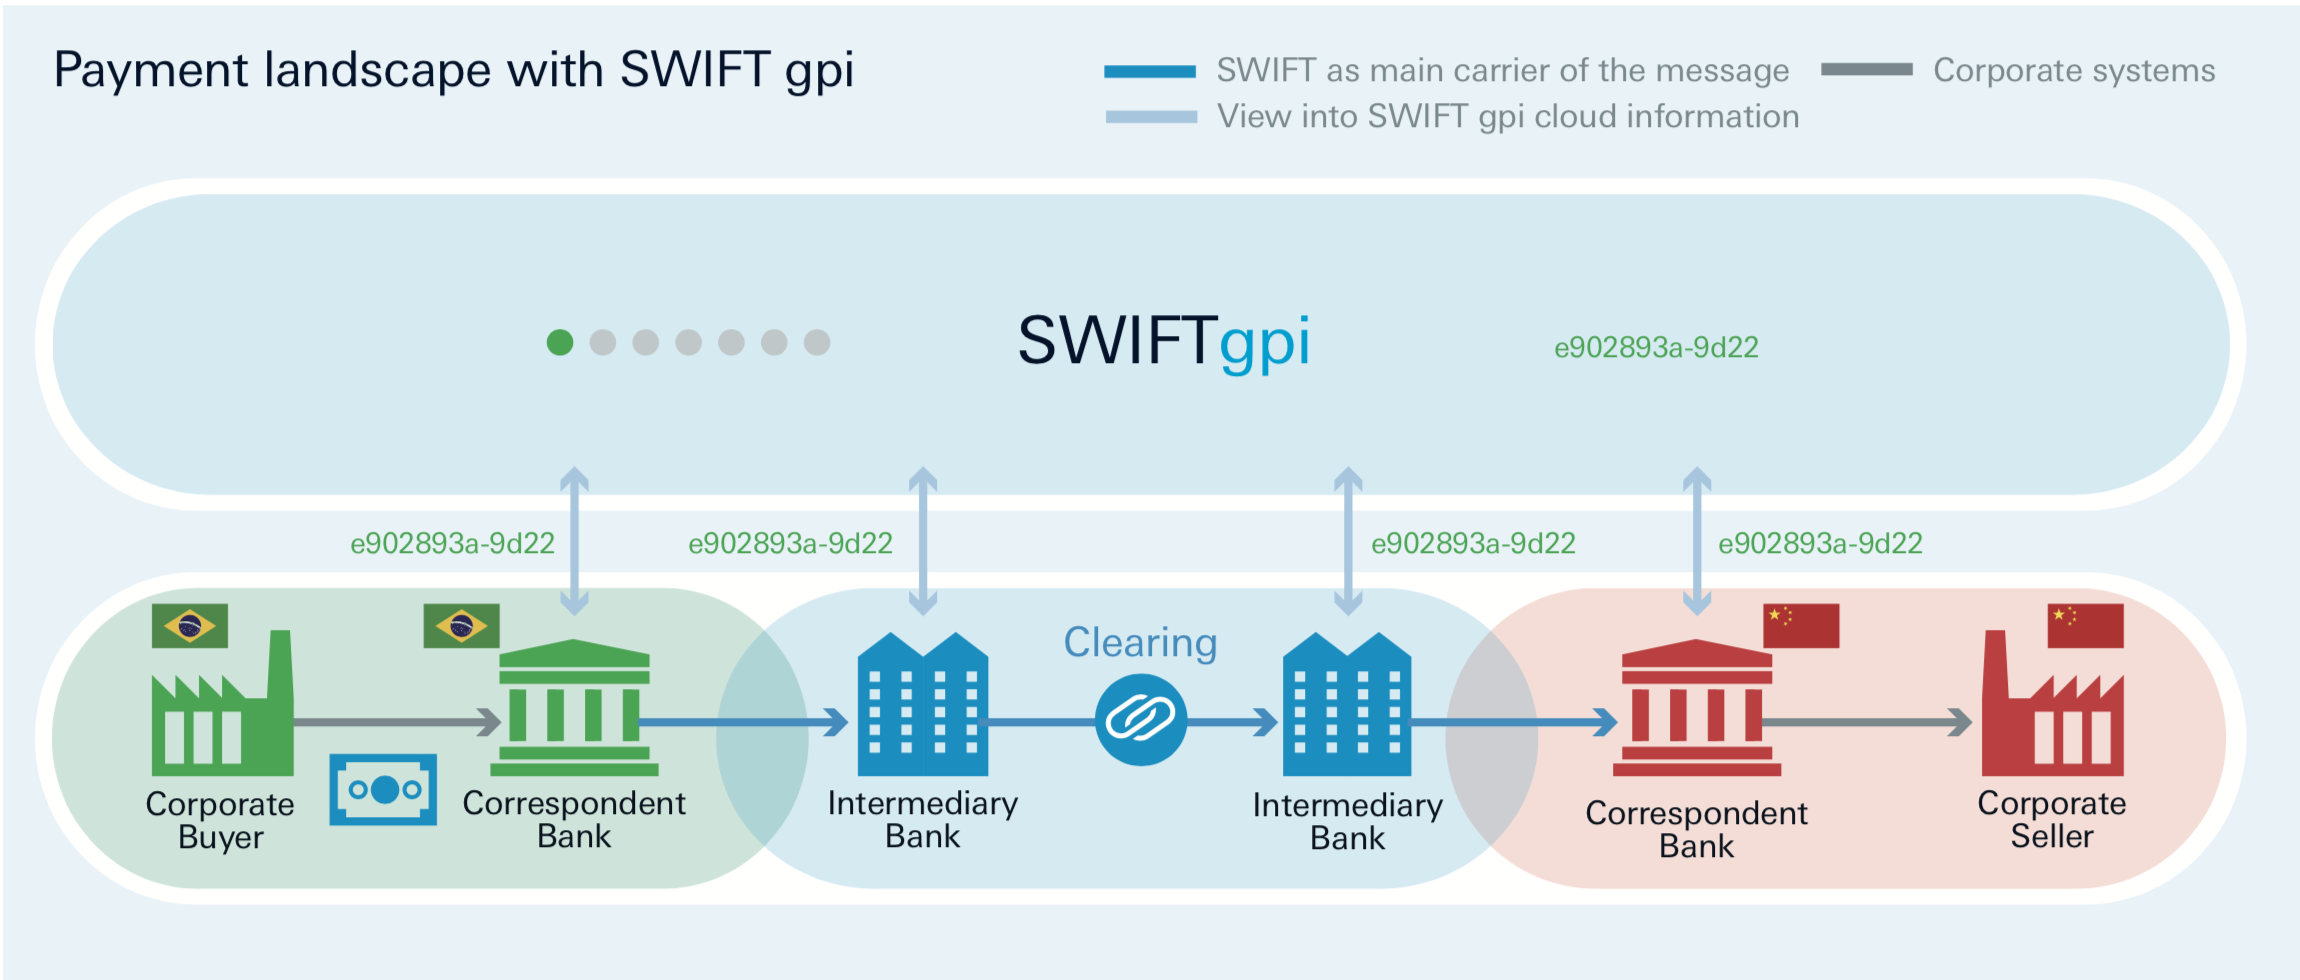 Payment landscape with SWIFT gpi
SWIFT as main carrier of the message
Corporate systems
View into SWIFT gpi cloud information
SWIFTgpi
e902893a-9d22
e902893a-9d22
e902893a-9d22
e902893a-9d22
e902893a-9d22
Clearing
Corporate
Buyer
Correspondent
Bank
Intermediary
Bank
Intermediary
Bank
Correspondent
Bank
Corporate
Seller